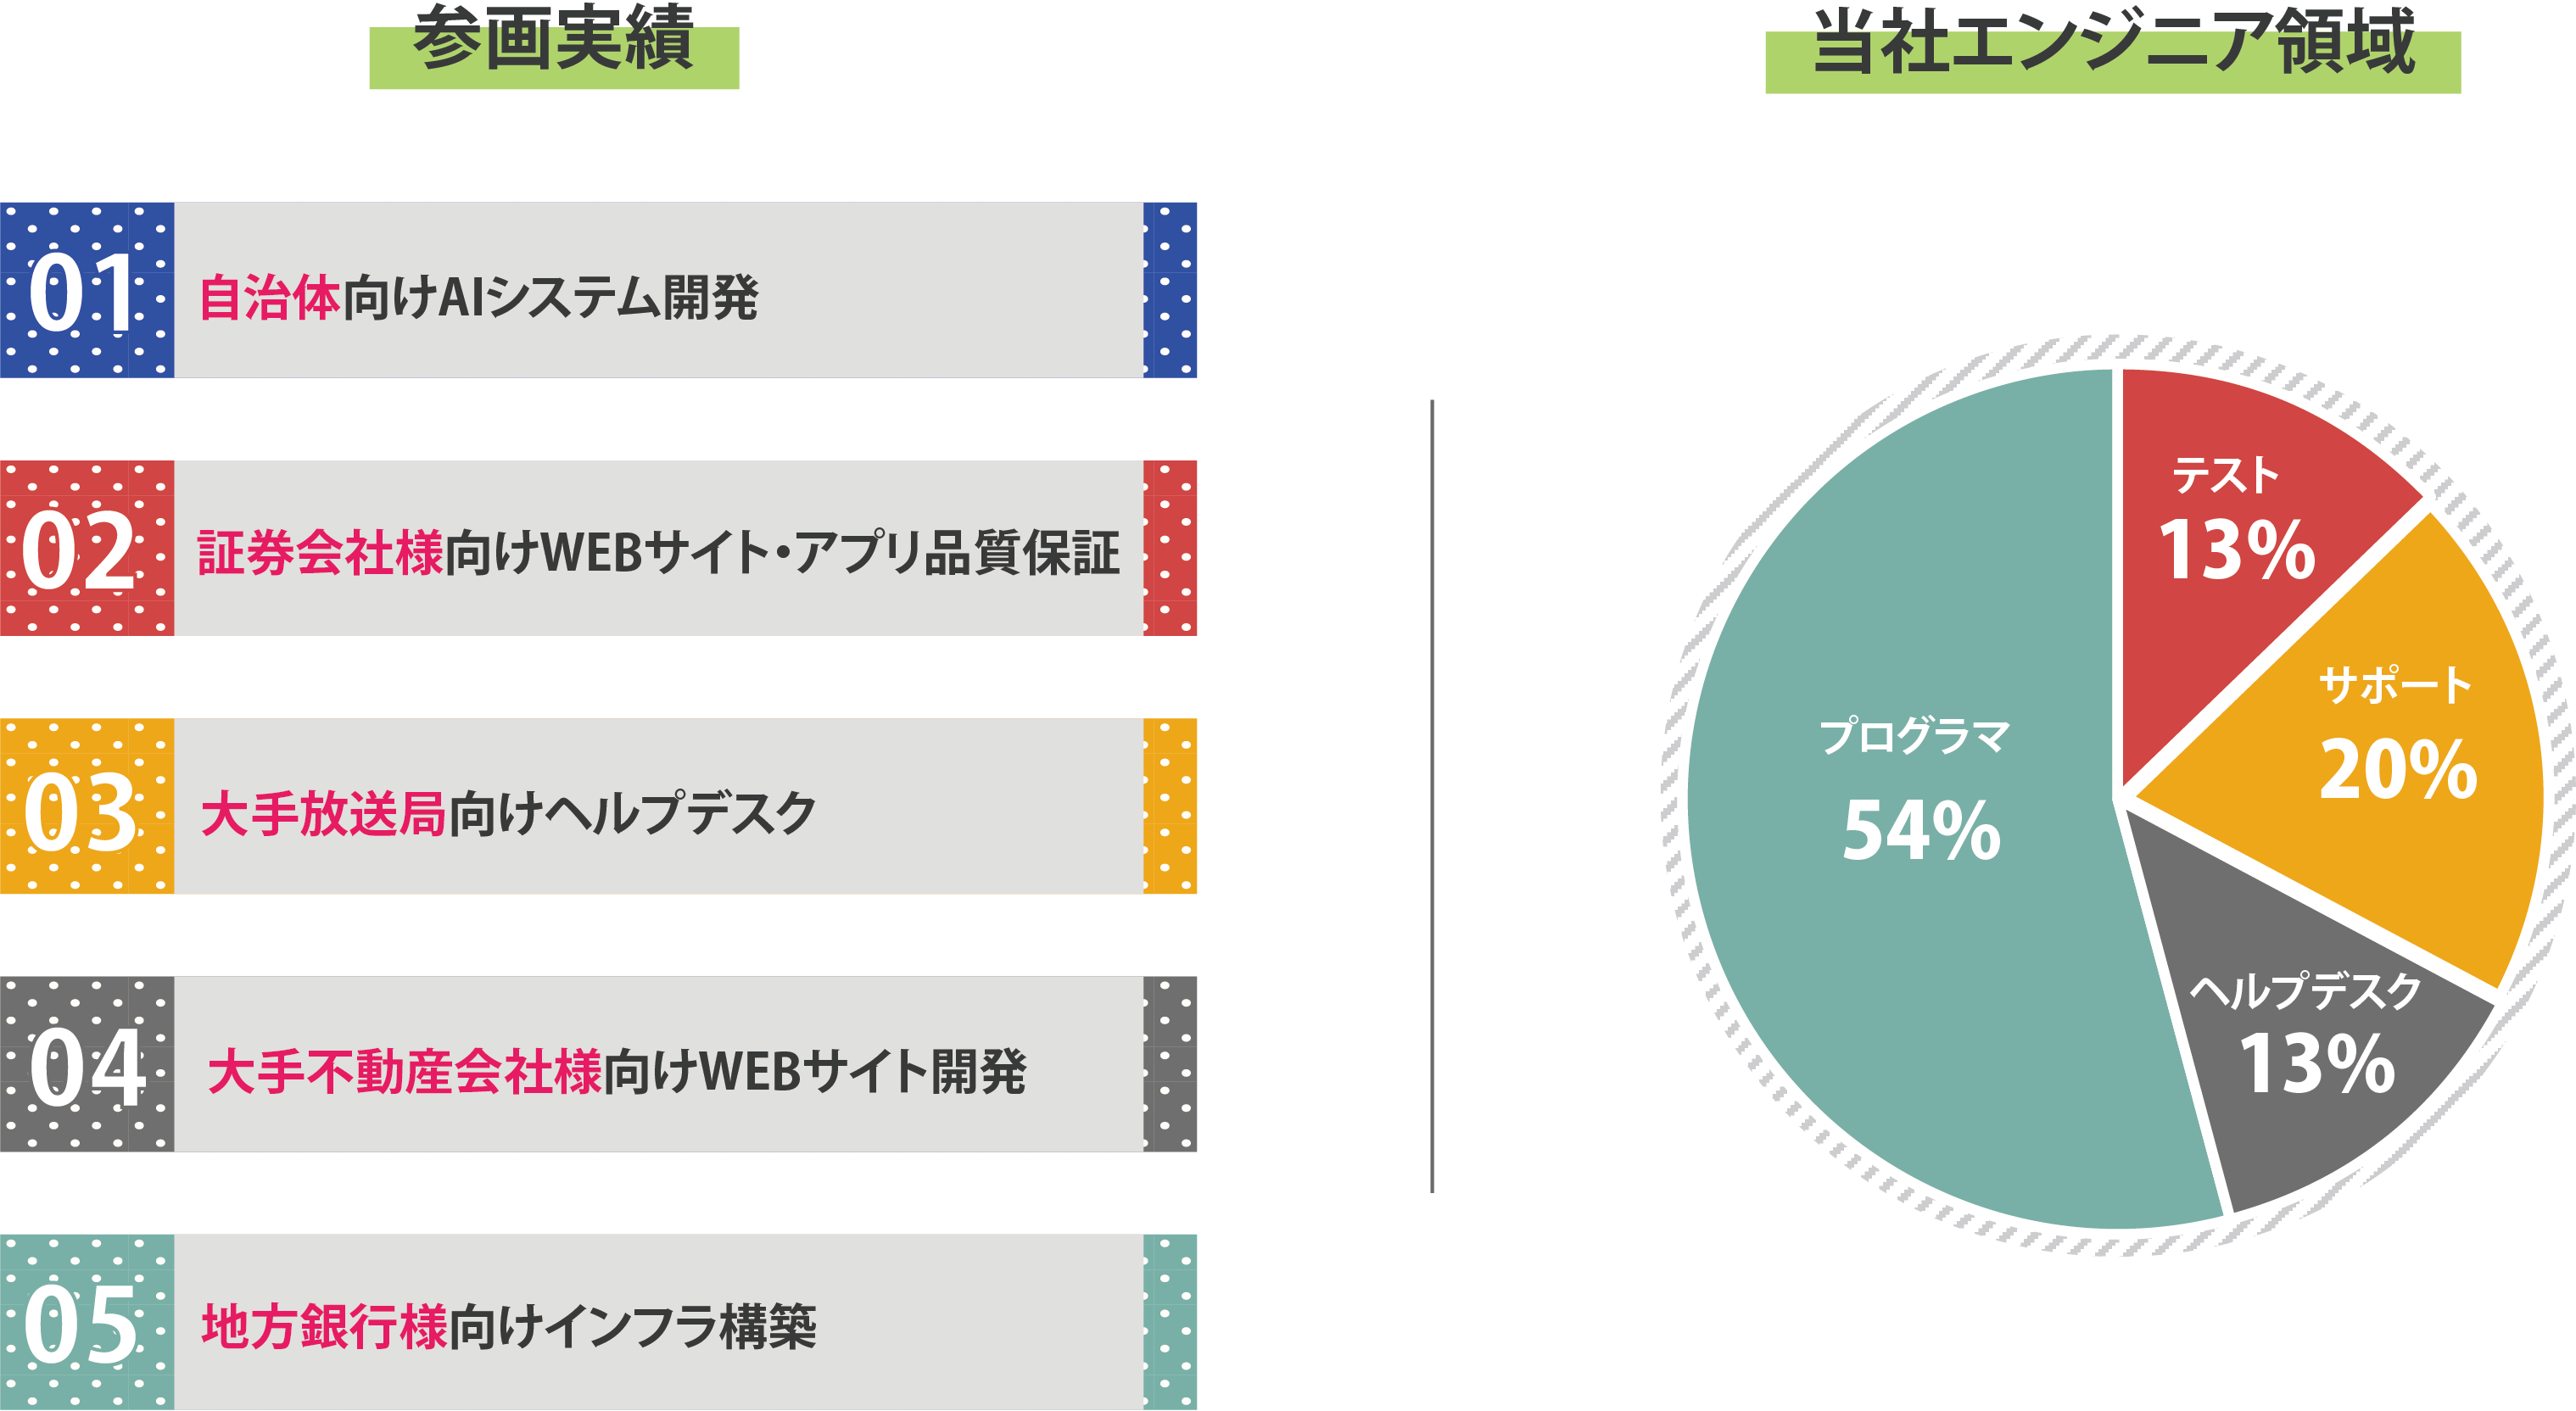 参画実績
01
自治体向けAIシステム開発
02
証券会社様向けWEBサイト・アプリ品質保証
03
大手放送局向けヘルプデスク
04
大手不動産会社様向けWEBサイト開発
05
地方銀行様向けインフラ構築
当社エンジニア領域
テスト
13%
サポート
20%
プログラマ
54%
ヘルプデスク
13%